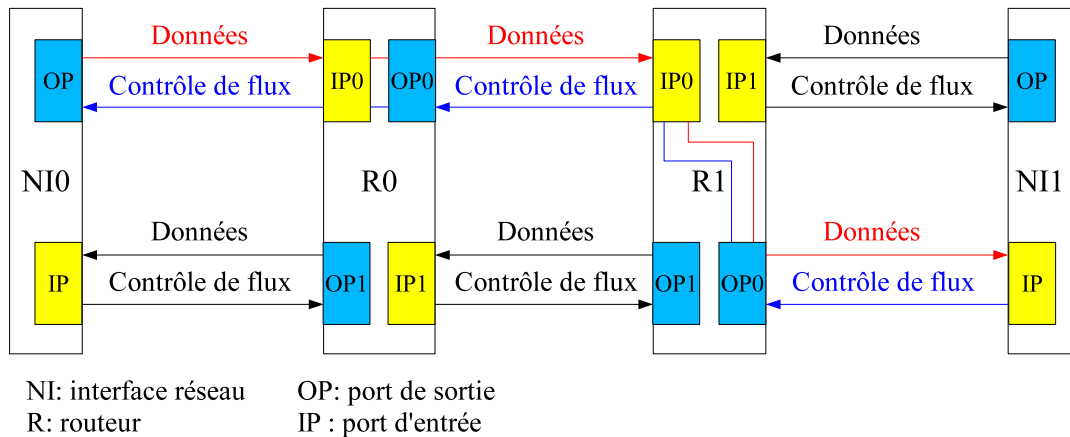 Données Données Données
OP Contrôle de flux IP0 OP0 Contrôle de flux IP0 IP1 Contrôle de flux OP
NI0 R0 R1 NI1
Données Données Données
IP Contrôle de flux OP1 IP1 Contrôle de flux OP1 OP0 Contrôle de flux IP
NI: interface réseau OP: port de sortie
R: routeur IP : port d'entrée